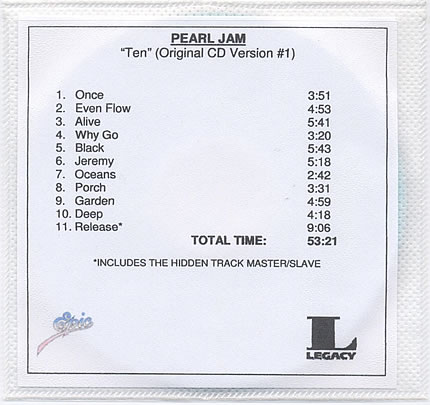 PEARL JAM
"Ten" (Original CD Version #1)
1. Once 3:51
2. Even Flow 4:53
3. Alive 5:41
4. Why Go 3:20
5. Black 5:43
6. Jeremy 5:18
7. Oceans 2:42
8. Porch 3:31
9. Garden 4:59
10. Deep 4:18
11. Release* 9:06
TOTAL TIME: 53:21
*INCLUDES THE HIDDEN TRACK MASTER/SLAVE
Epic
L
LEGACY